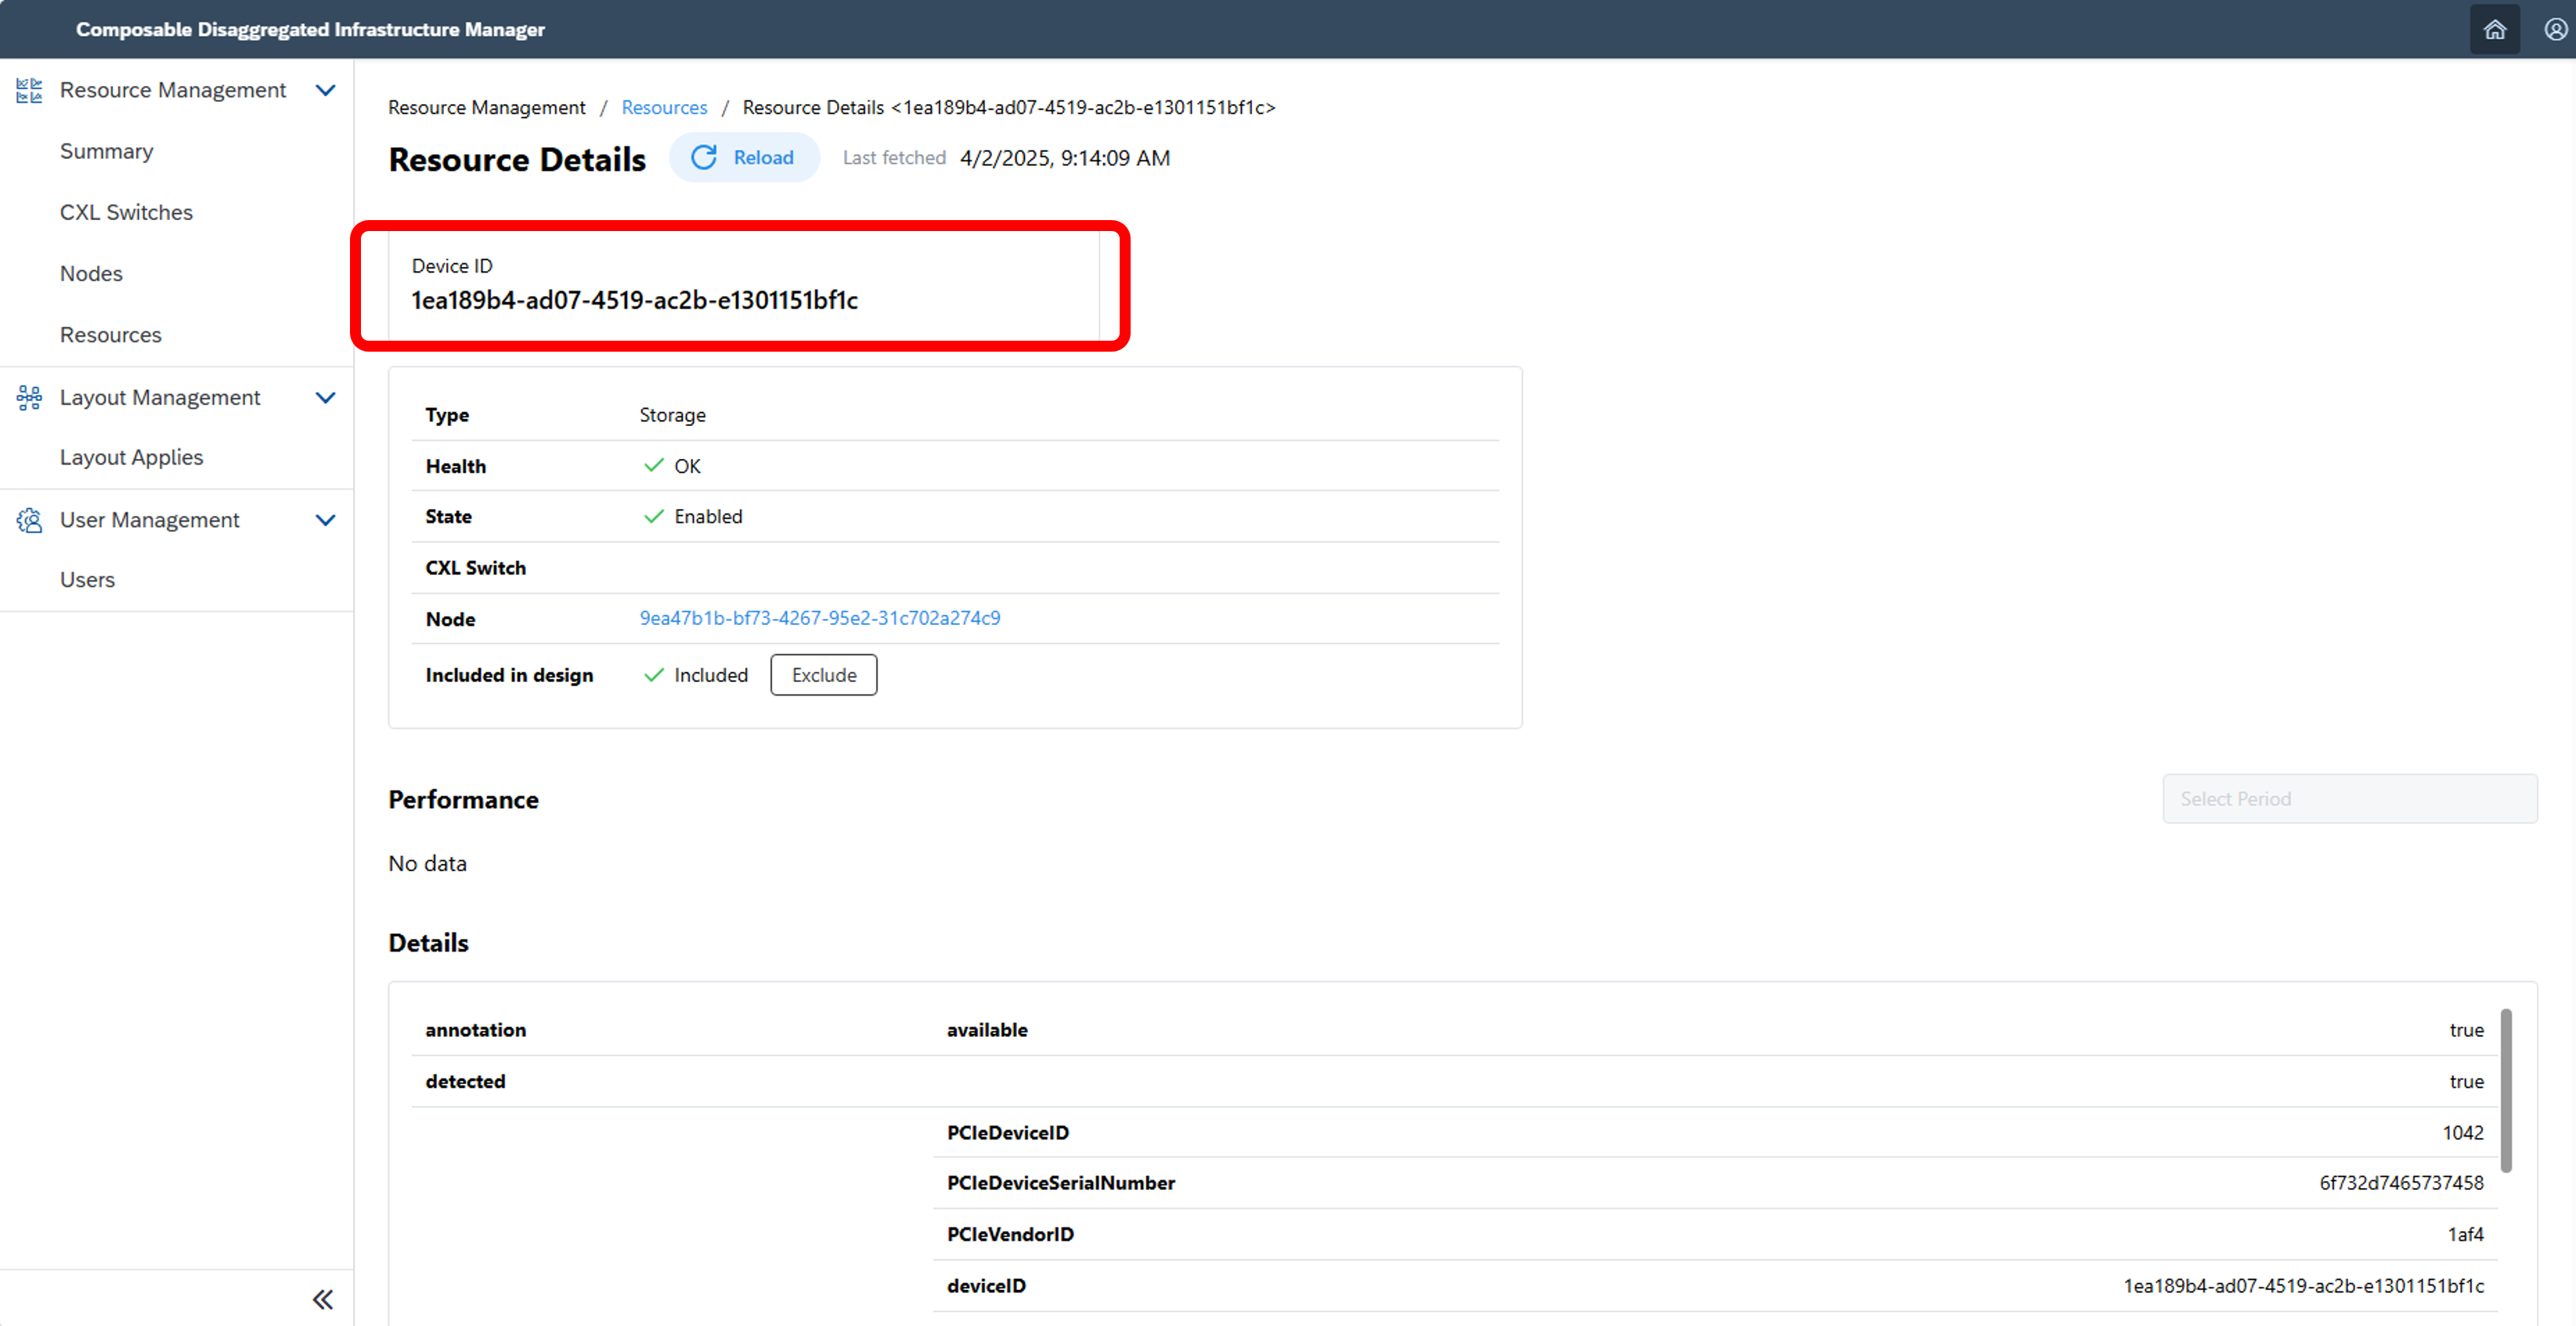 Composable Disaggregated Infrastructure Manager
Resource Management
Summary
CXL Switches
Nodes
Resources
Layout Management
Layout Applies
User Management
Users
Resource Management / Resources / Resource Details <1ea189b4-ad07-4519-ac2b-e1301151bf1c>
Resource Details Reload Last fetched 4/2/2025, 9:14:09 AM
Device ID
1ea189b4-ad07-4519-ac2b-e1301151bf1c
Type Storage
Health OK
State Enabled
CXL Switch
Node 9ea47b1b-bf73-4267-95e2-31c702a274c9
Included in design Included Exclude
Performance Select Period
No data
Details
annotation available true
detected true
PCIeDeviceID 1042
PCIeDeviceSerialNumber 6f732d7465737458
PCIeVendorID 1af4
deviceID 1ea189b4-ad07-4519-ac2b-e1301151bf1c